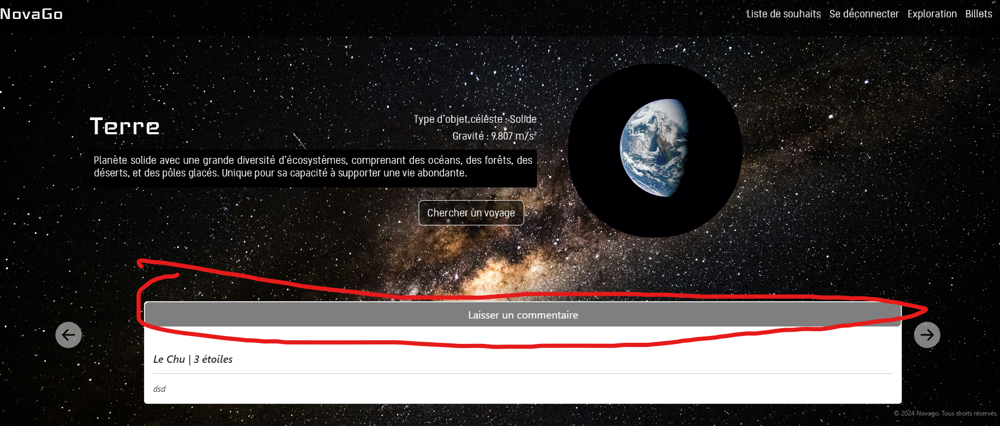 NovaGo
Liste de souhaits Se déconnecter Exploration Billets
Terre
Type d'objet céleste : Solide
Gravité : 9.807 m/s²
Planète solide avec une grande diversité d'écosystèmes, comprenant des océans, des forêts, des
déserts, et des pôles glacés. Unique pour sa capacité à supporter une vie abondante.
Chercher un voyage
Laisser un commentaire
Le Chu | 3 étoiles
dsd
© 2024 Novago. Tous droits réservés.